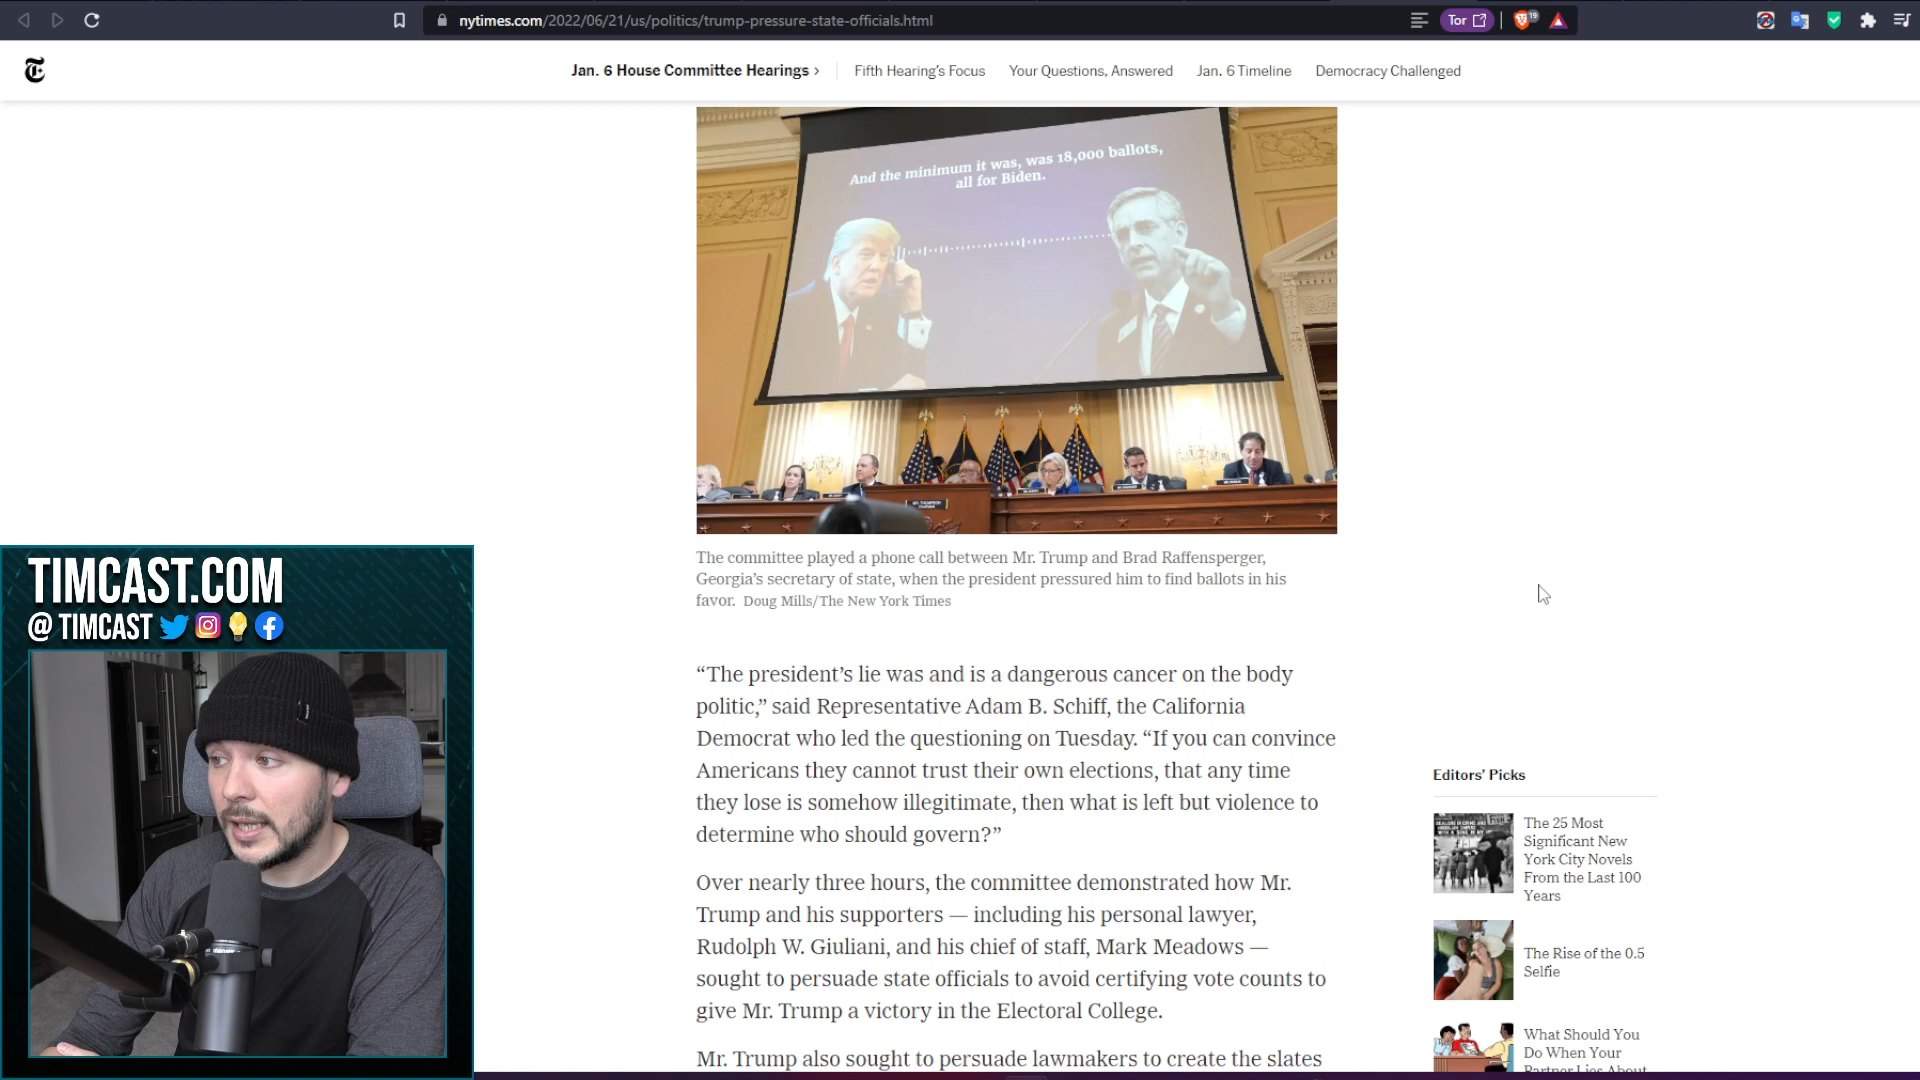 nytimes.com/2022/06/21/us/politics/trump-pressure-state-officials.html
Tor
19
Jan. 6 House Committee Hearings ›
Fifth Hearing's Focus
Your Questions, Answered
Jan. 6 Timeline
Democracy Challenged
And the minimum it was, was 18,000 ballots,
all for Biden.
The committee played a phone call between Mr. Trump and Brad Raffensperger,
Georgia's secretary of state, when the president pressured him to find ballots in his
favor. Doug Mills/The New York Times
“The president's lie was and is a dangerous cancer on the body
politic,” said Representative Adam B. Schiff, the California
Democrat who led the questioning on Tuesday. “If you can convince
Americans they cannot trust their own elections, that any time
they lose is somehow illegitimate, then what is left but violence to
determine who should govern?”
Over nearly three hours, the committee demonstrated how Mr.
Trump and his supporters — including his personal lawyer,
Rudolph W. Giuliani, and his chief of staff, Mark Meadows —
sought to persuade state officials to avoid certifying vote counts to
give Mr. Trump a victory in the Electoral College.
Mr. Trump also sought to persuade lawmakers to create the slates
Editors' Picks
The 25 Most
Significant New
York City Novels
From the Last 100
Years
The Rise of the 0.5
Selfie
What Should You
Do When Your
Partner Lies About
TIMCAST.COM
@ TIMCAST